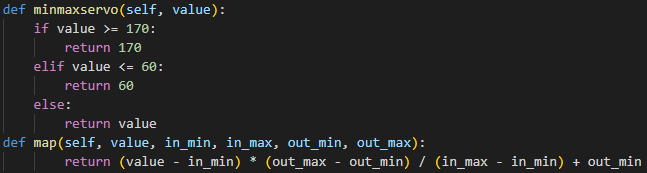 def minmaxservo(self, value):
    if value >= 170:
        return 170
    elif value <= 60:
        return 60
    else:
        return value
def map(self, value, in_min, in_max, out_min, out_max):
        return (value - in_min) * (out_max - out_min) / (in_max - in_min) + out_min